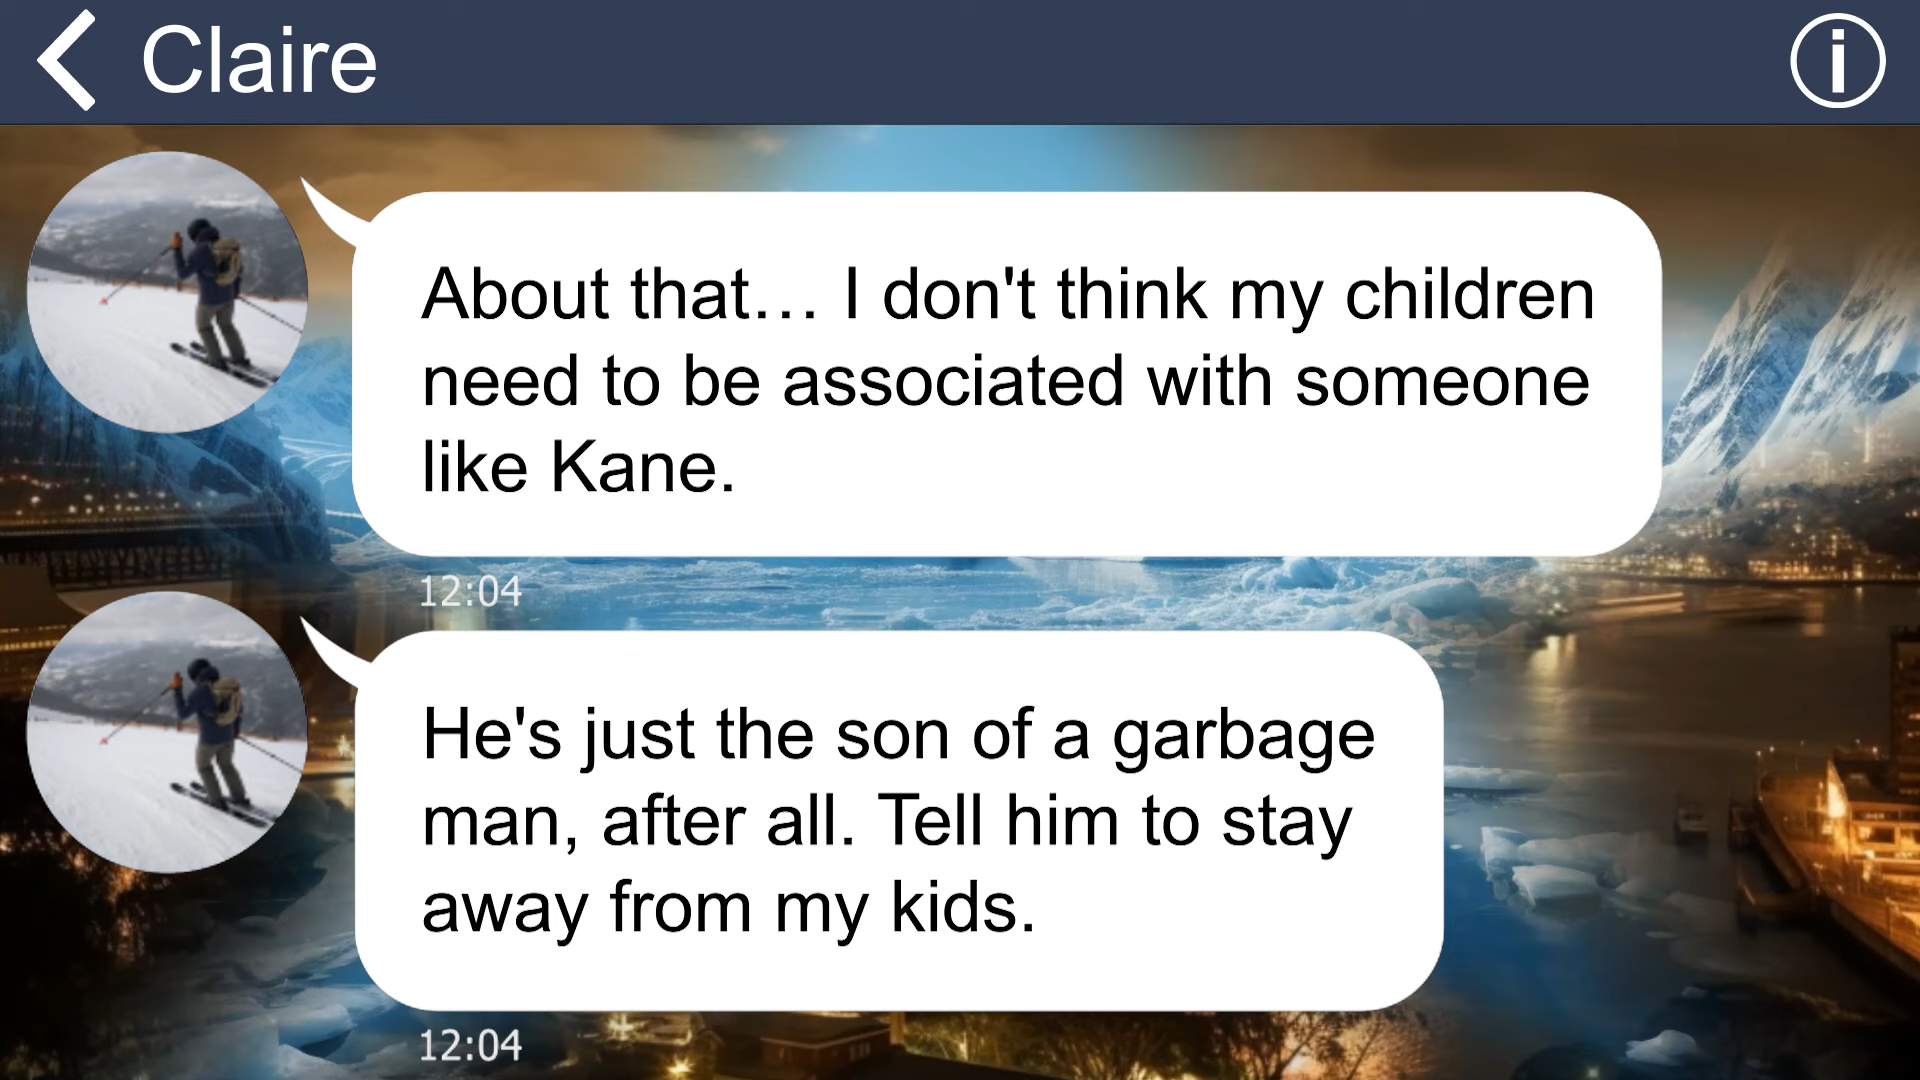 Claire
About that… I don't think my children
need to be associated with someone
like Kane.
12:04
He's just the son of a garbage
man, after all. Tell him to stay
away from my kids.
12:04